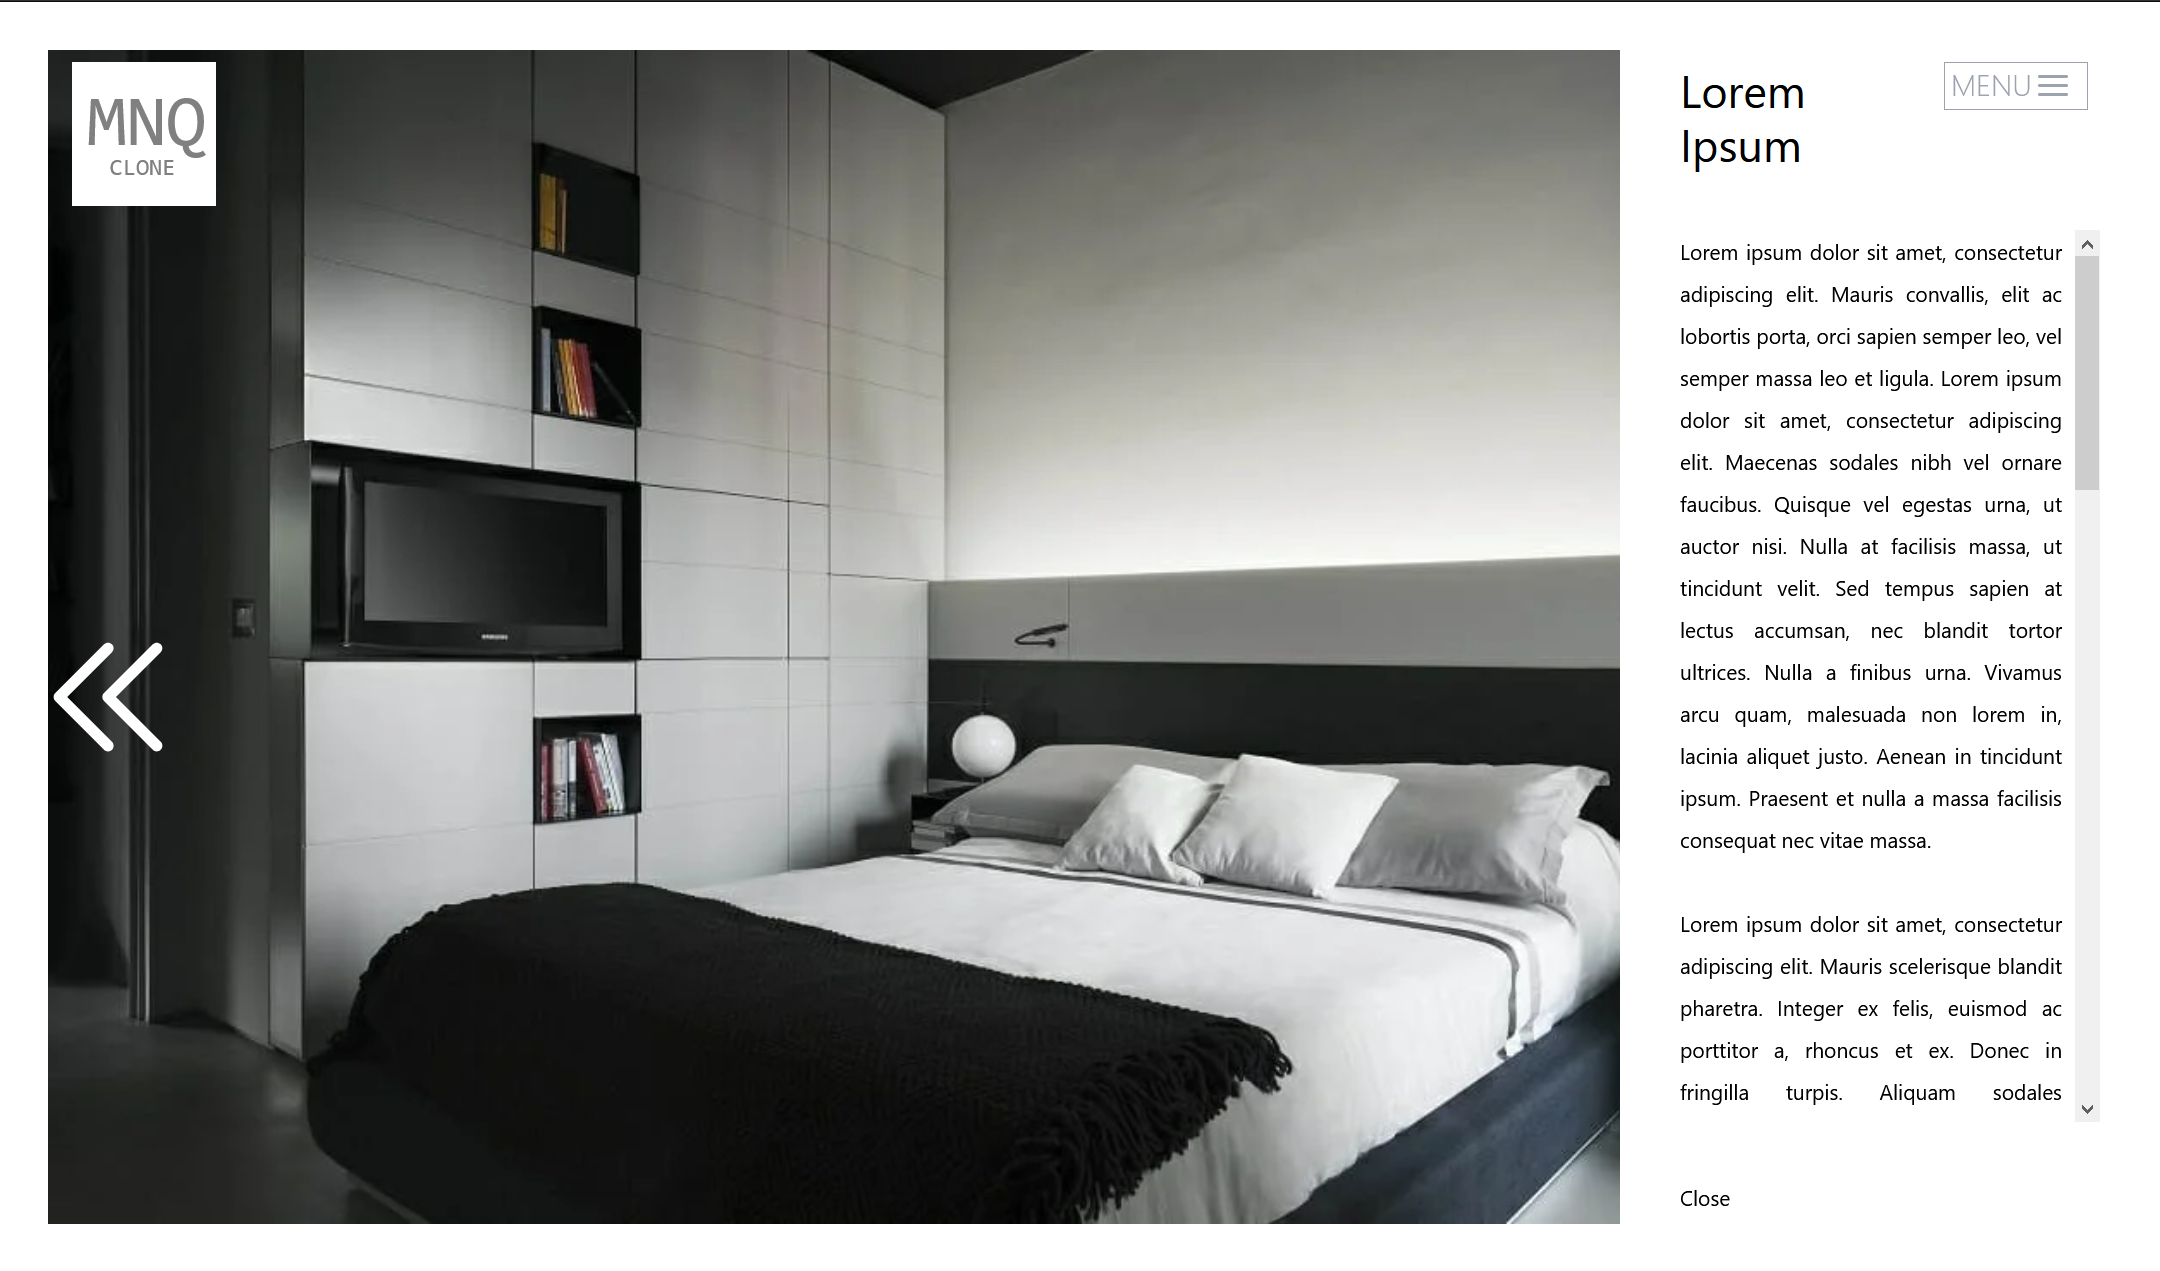 MNQ
CLONE
MENU
Lorem
Ipsum
Lorem ipsum dolor sit amet, consectetur
adipiscing elit. Mauris convallis, elit ac
lobortis porta, orci sapien semper leo, vel
semper massa leo et ligula. Lorem ipsum
dolor sit amet, consectetur adipiscing
elit. Maecenas sodales nibh vel ornare
faucibus. Quisque vel egestas urna, ut
auctor nisi. Nulla at facilisis massa, ut
tincidunt velit. Sed tempus sapien at
lectus accumsan, nec blandit tortor
ultrices. Nulla a finibus urna. Vivamus
arcu quam, malesuada non lorem in,
lacinia aliquet justo. Aenean in tincidunt
ipsum. Praesent et nulla a massa facilisis
consequat nec vitae massa.
Lorem ipsum dolor sit amet, consectetur
adipiscing elit. Mauris scelerisque blandit
pharetra. Integer ex felis, euismod ac
porttitor a, rhoncus et ex. Donec in
fringilla turpis. Aliquam sodales
Close